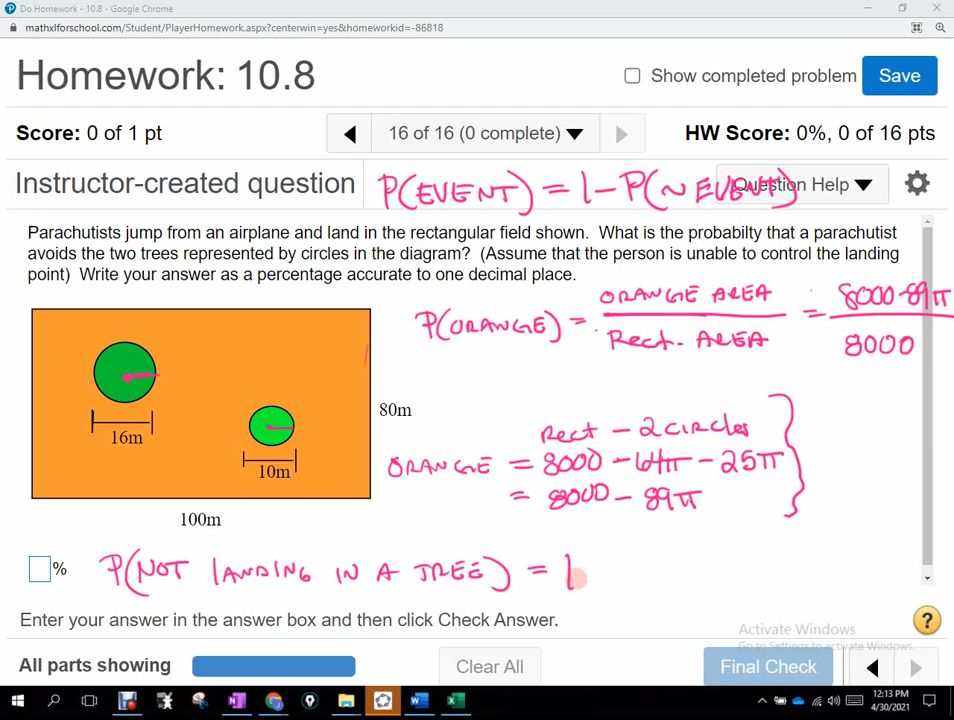 Do Homework - 10.8 - Google Chrome
mathxlforschool.com/Student/PlayerHomework.aspx?centerwin=yes&homeworkid=-86818
Homework: 10.8
Show completed problem
Save
Score: 0 of 1 pt
16 of 16 (0 complete)
HW Score: 0%, 0 of 16 pts
Instructor-created question
P(EVENT) = 1 - P(~EVENT)
Question Help
Parachutists jump from an airplane and land in the rectangular field shown. What is the probabilty that a parachutist
avoids the two trees represented by circles in the diagram? (Assume that the person is unable to control the landing
point) Write your answer as a percentage accurate to one decimal place.
P(ORANGE) = ORANGE AREA / Rect. AREA = 8000-89π / 8000
80m
16m
10m
100m
Rect - 2 circles
ORANGE = 8000 - 64π - 25π
= 8000 - 89π
% P(NOT LANDING IN A TREE) = 1
Enter your answer in the answer box and then click Check Answer.
?
Activate Windows
Go to Settings to activate Windows.
All parts showing
Clear All
Final Check
12:13 PM
4/30/2021